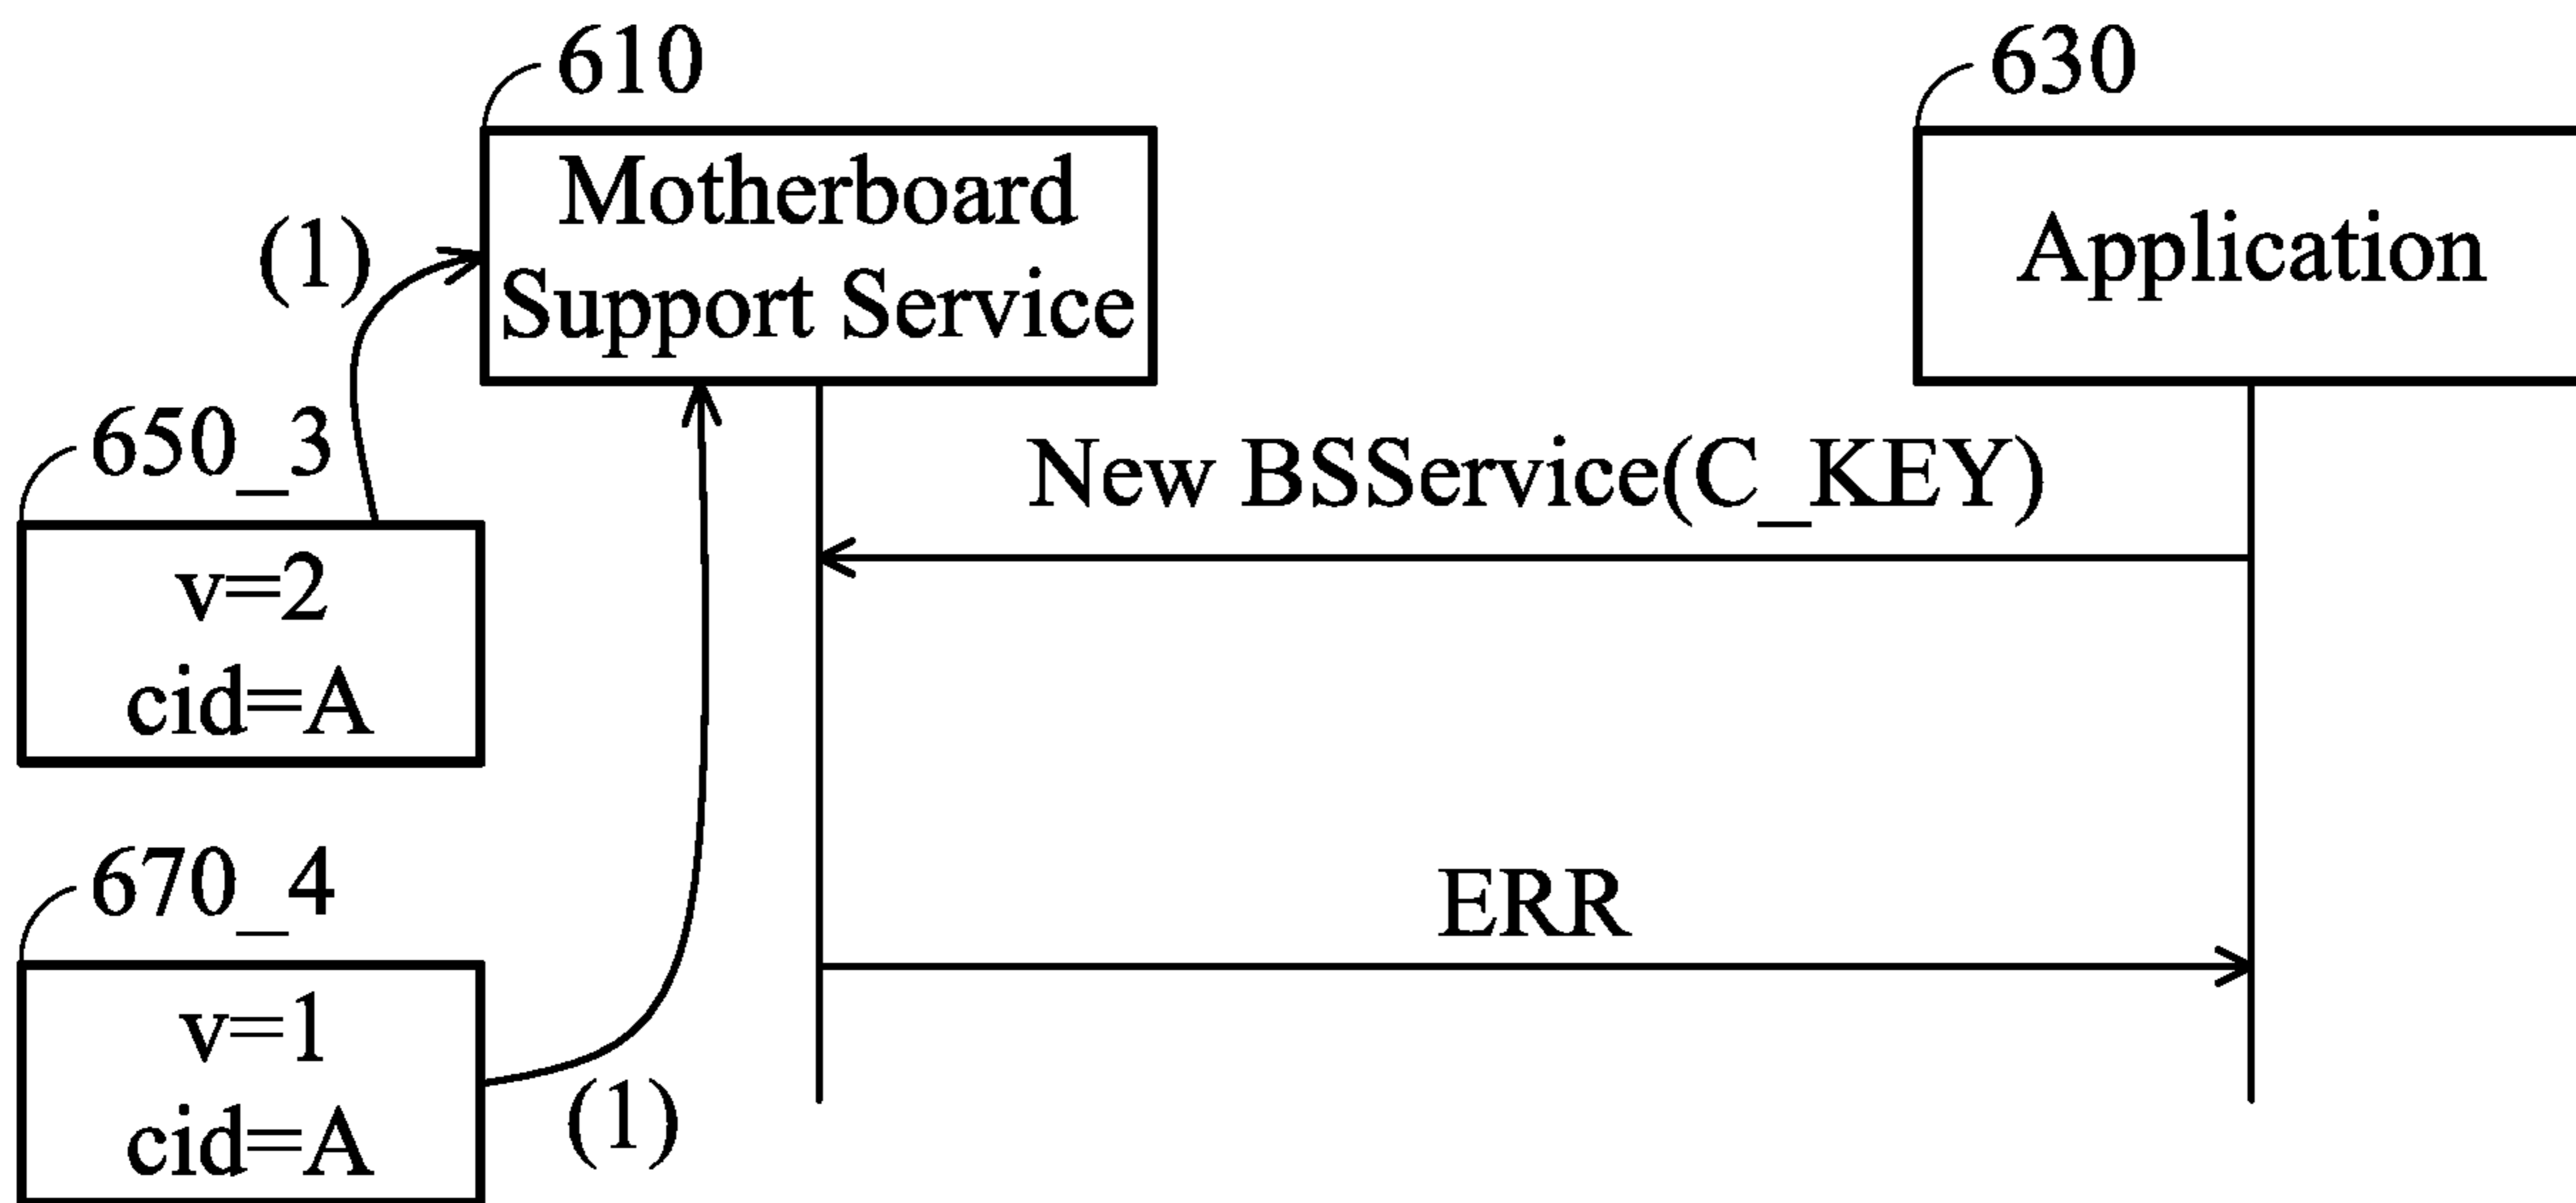 610
630
Motherboard
Support Service
Application
(1)
650_3
New BSService(C_KEY)
v=2
cid=A
670_4
ERR
v=1
cid=A
(1)